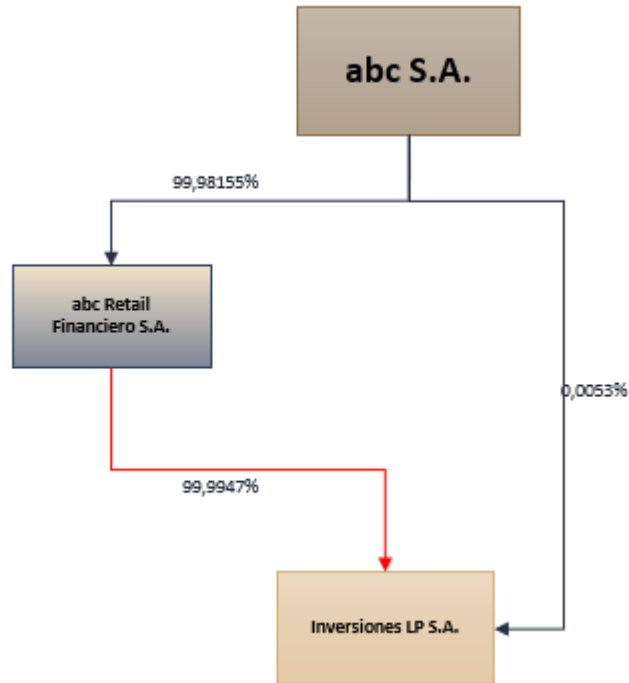 abc S.A.
99,98155%
abc Retail
Financiero S.A.
0,0053%
99,9947%
Inversiones LP S.A.